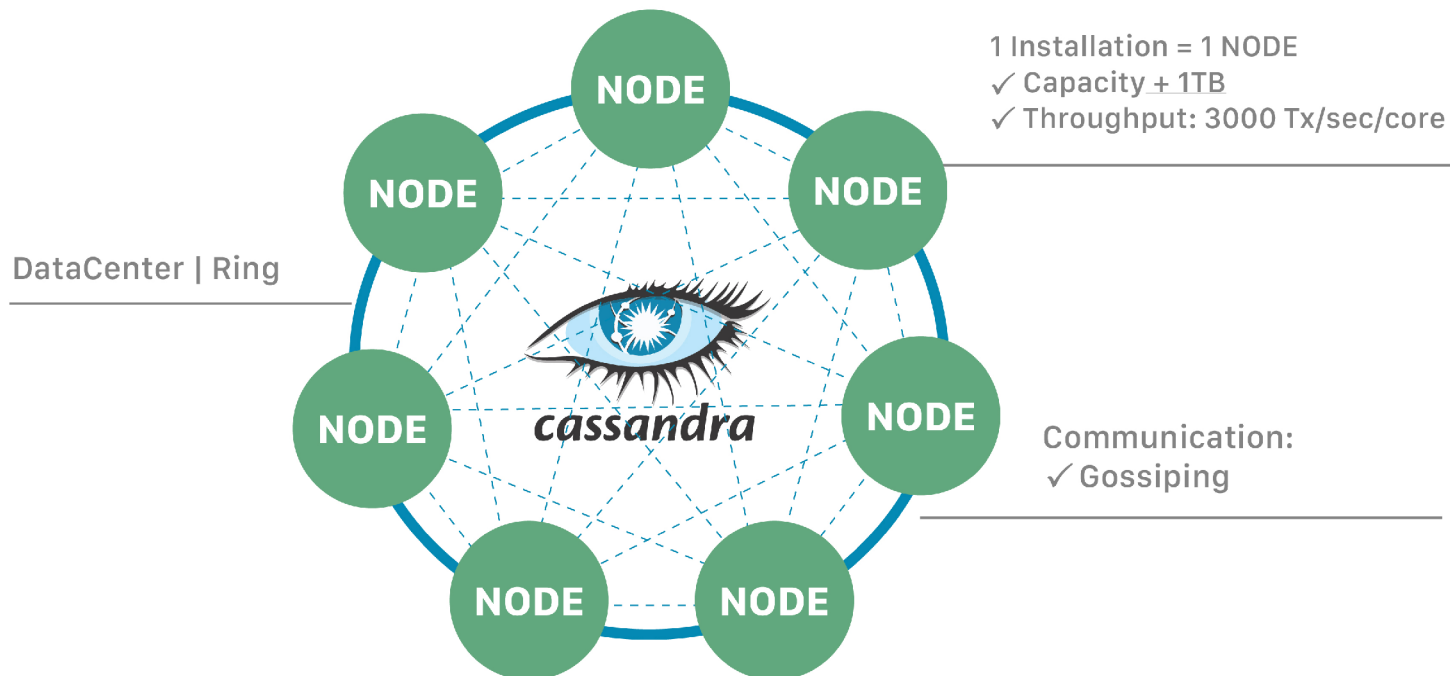 NODE
1 Installation = 1 NODE
✓ Capacity + 1TB
✓ Throughput: 3000 Tx/sec/core
NODE
NODE
DataCenter | Ring
cassandra
NODE
NODE
Communication:
✓ Gossiping
NODE
NODE